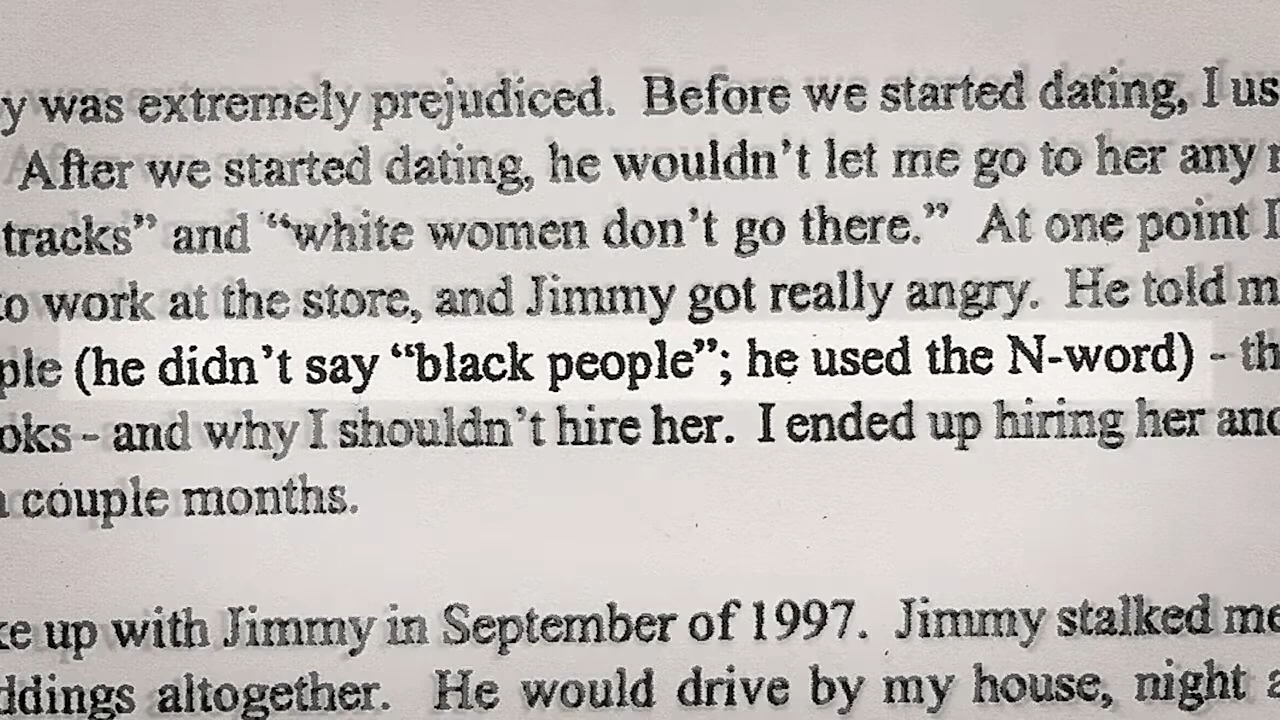 y was extremely prejudiced. Before we started dating, I us
After we started dating, he wouldn't let me go to her any
tracks” and “white women don't go there.” At one point I
to work at the store, and Jimmy got really angry. He told m
ple (he didn't say “black people”; he used the N-word) - th
oks - and why I shouldn't hire her. I ended up hiring her and
a couple months.
ke up with Jimmy in September of 1997. Jimmy stalked me
ddings altogether. He would drive by my house, night a